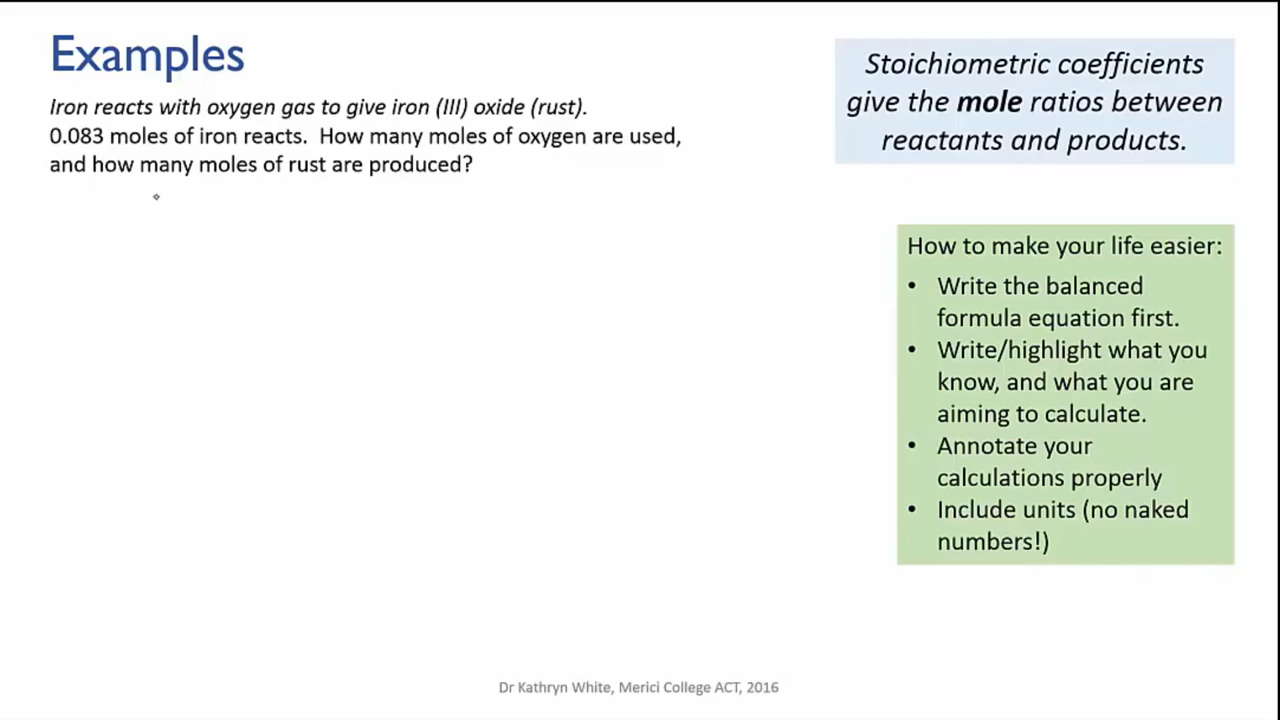 Examples
Iron reacts with oxygen gas to give iron (III) oxide (rust).
0.083 moles of iron reacts.  How many moles of oxygen are used,
and how many moles of rust are produced?
Stoichiometric coefficients
give the mole ratios between
reactants and products.
How to make your life easier:
• Write the balanced
formula equation first.
• Write/highlight what you
know, and what you are
aiming to calculate.
• Annotate your
calculations properly
• Include units (no naked
numbers!)
Dr Kathryn White, Merici College ACT, 2016